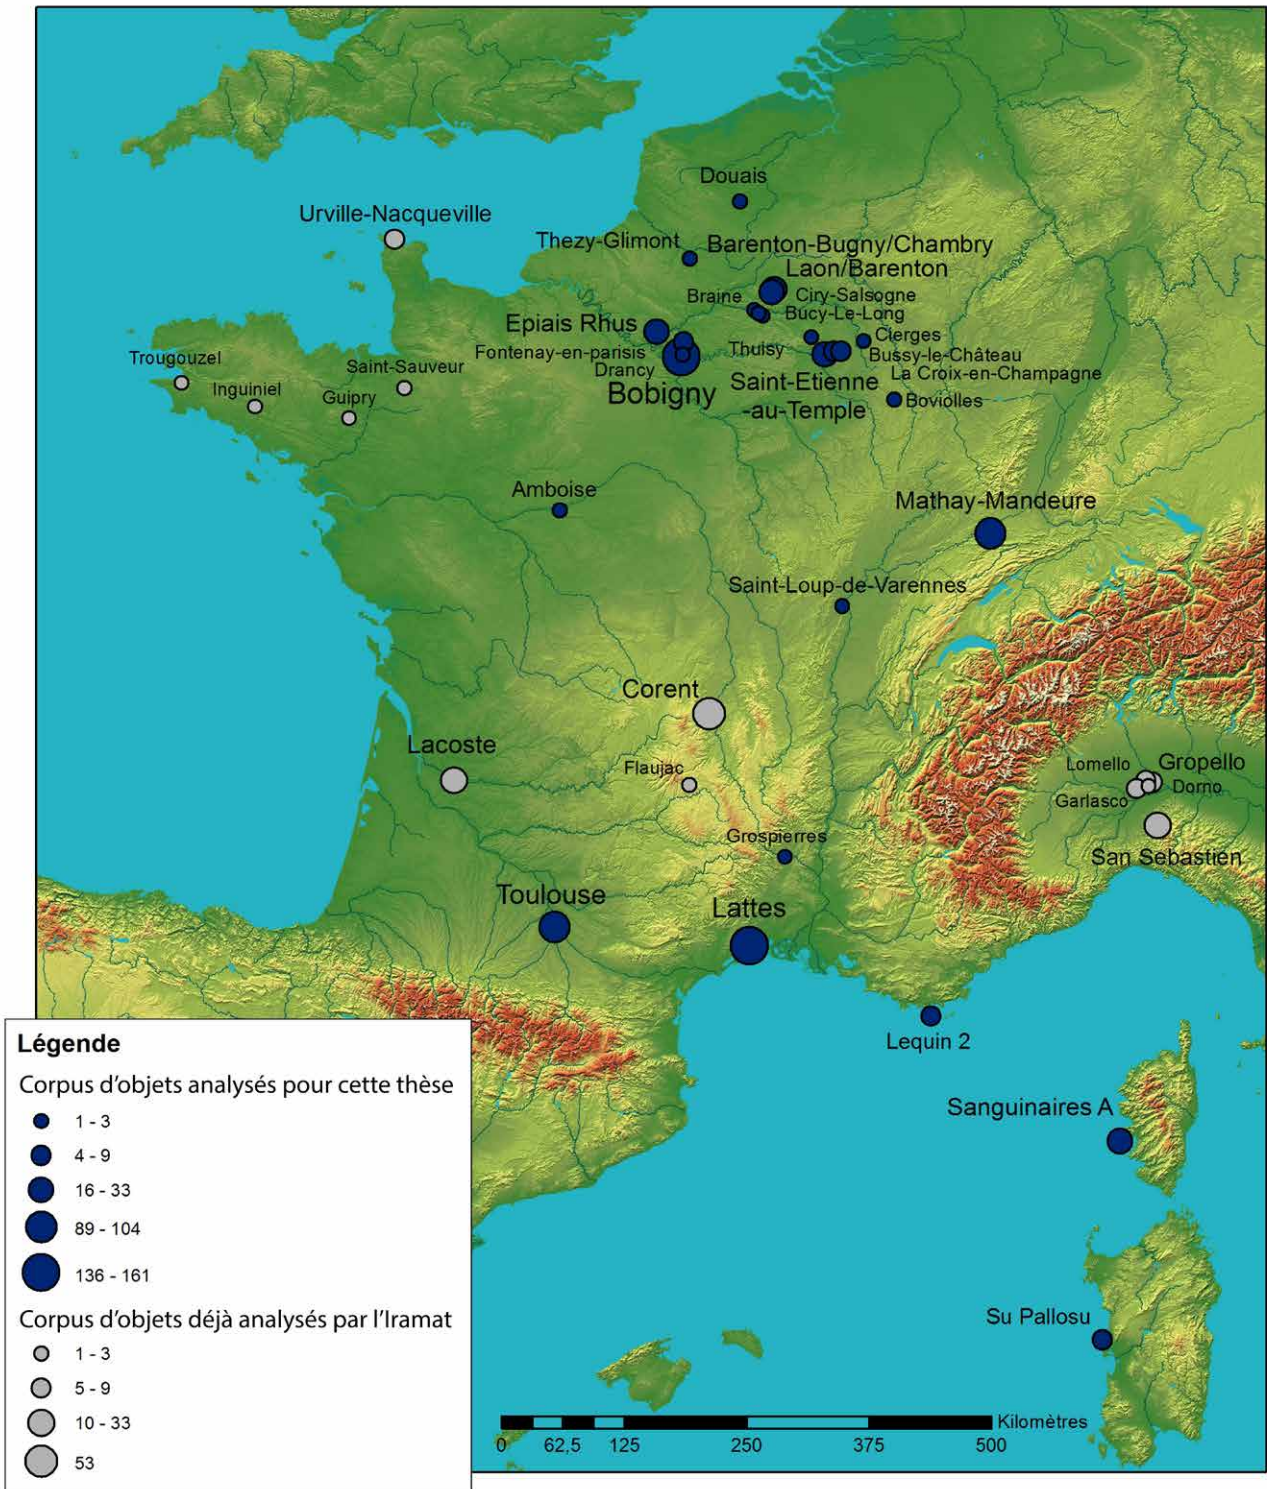 Douais
Urville-Nacqueville
Thezy-Glimont
Barenton-Bugny/Chambry
Laon/Barenton
Braine
Ciry-Salsogne
Bucy-Le-Long
Epiais Rhus
Cierges
Fontenay-en-parisis
Thuisy
Bussy-le-Château
Trougouzel
Saint-Sauveur
Drancy
La Croix-en-Champagne
Inguiniel
Guipry
Bobigny
Saint-Etienne
-au-Temple
Boviolles
Amboise
Mathay-Mandeure
Saint-Loup-de-Varennes
Corent
Lacoste
Flaujac
Lomello
Gropello
Dorno
Garlasco
Grospierres
San Sebastien
Toulouse
Lattes
Lequin 2
Sanguinaires A
Su Pallosu
Légende
Corpus d'objets analysés pour cette thèse
1 - 3
4 - 9
16 - 33
89 - 104
136 - 161
Corpus d'objets déjà analysés par l'Iramat
1 - 3
5 - 9
10 - 33
53
Kilomètres
0 62,5 125 250 375 500